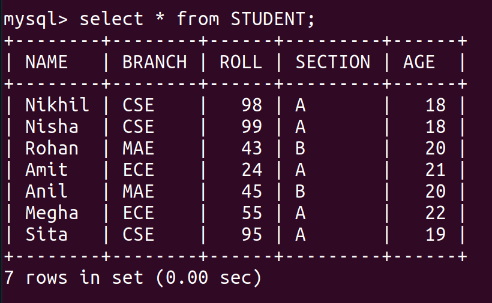 mysql> select * from STUDENT;
+--------+--------+------+---------+------+
| NAME   | BRANCH | ROLL | SECTION | AGE  |
+--------+--------+------+---------+------+
| Nikhil | CSE    |   98 | A       |   18 |
| Nisha  | CSE    |   99 | A       |   18 |
| Rohan  | MAE    |   43 | B       |   20 |
| Amit   | ECE    |   24 | A       |   21 |
| Anil   | MAE    |   45 | B       |   20 |
| Megha  | ECE    |   55 | A       |   22 |
| Sita   | CSE    |   95 | A       |   19 |
+--------+--------+------+---------+------+
7 rows in set (0.00 sec)